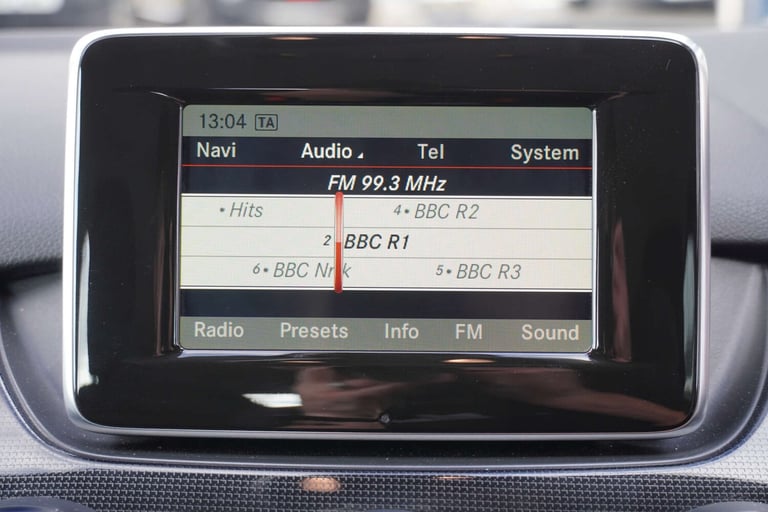 13:04 TA
Navi Audio Tel System
FM 99.3 MHz
• Hits 4• BBC R2
2 BBC R1
6• BBC Nrk 5• BBC R3
Radio Presets Info FM Sound